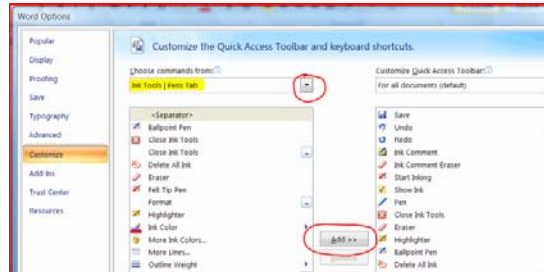 Word Options
Popular
Display
Proofing
Save
Typography
Advanced
Customize
Add-Ins
Trust Center
Resources
Customize the Quick Access Toolbar and keyboard shortcuts.
Choose commands from:
Ink Tools | Pens Tab
<Separator>
Ballpoint Pen
Close Ink Tools
Close Ink Tools
Delete All Ink
Eraser
Felt Tip Pen
Format
Highlighter
Ink Color
More Ink Colors...
More Lines...
Outline Weight
Add >>
Customize Quick Access Toolbar:
For all documents (default)
Save
Undo
Redo
Ink Comment
Ink Comment Eraser
Start Inking
Show Ink
Pen
Close Ink Tools
Eraser
Highlighter
Ballpoint Pen
Delete All Ink